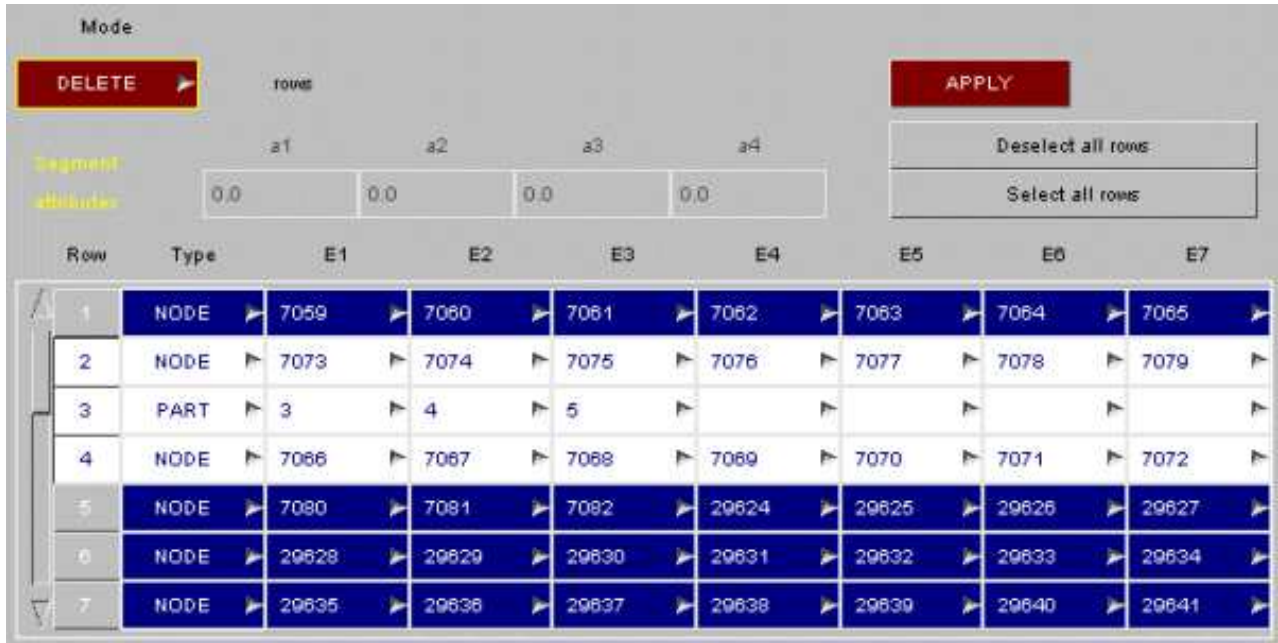 Mode
DELETE rows APPLY
a1 a2 a3 a4 Deselect all rows
Segment
attributes 0.0 0.0 0.0 0.0 Select all rows
Row Type E1 E2 E3 E4 E5 E6 E7
1 NODE 7059 7060 7061 7062 7063 7064 7065
2 NODE 7073 7074 7075 7076 7077 7078 7079
3 PART 3 4 5
4 NODE 7066 7067 7068 7069 7070 7071 7072
5 NODE 7080 7081 7082 29624 29625 29626 29627
6 NODE 29628 29629 29630 29631 29632 29633 29634
7 NODE 29635 29636 29637 29638 29639 29640 29641